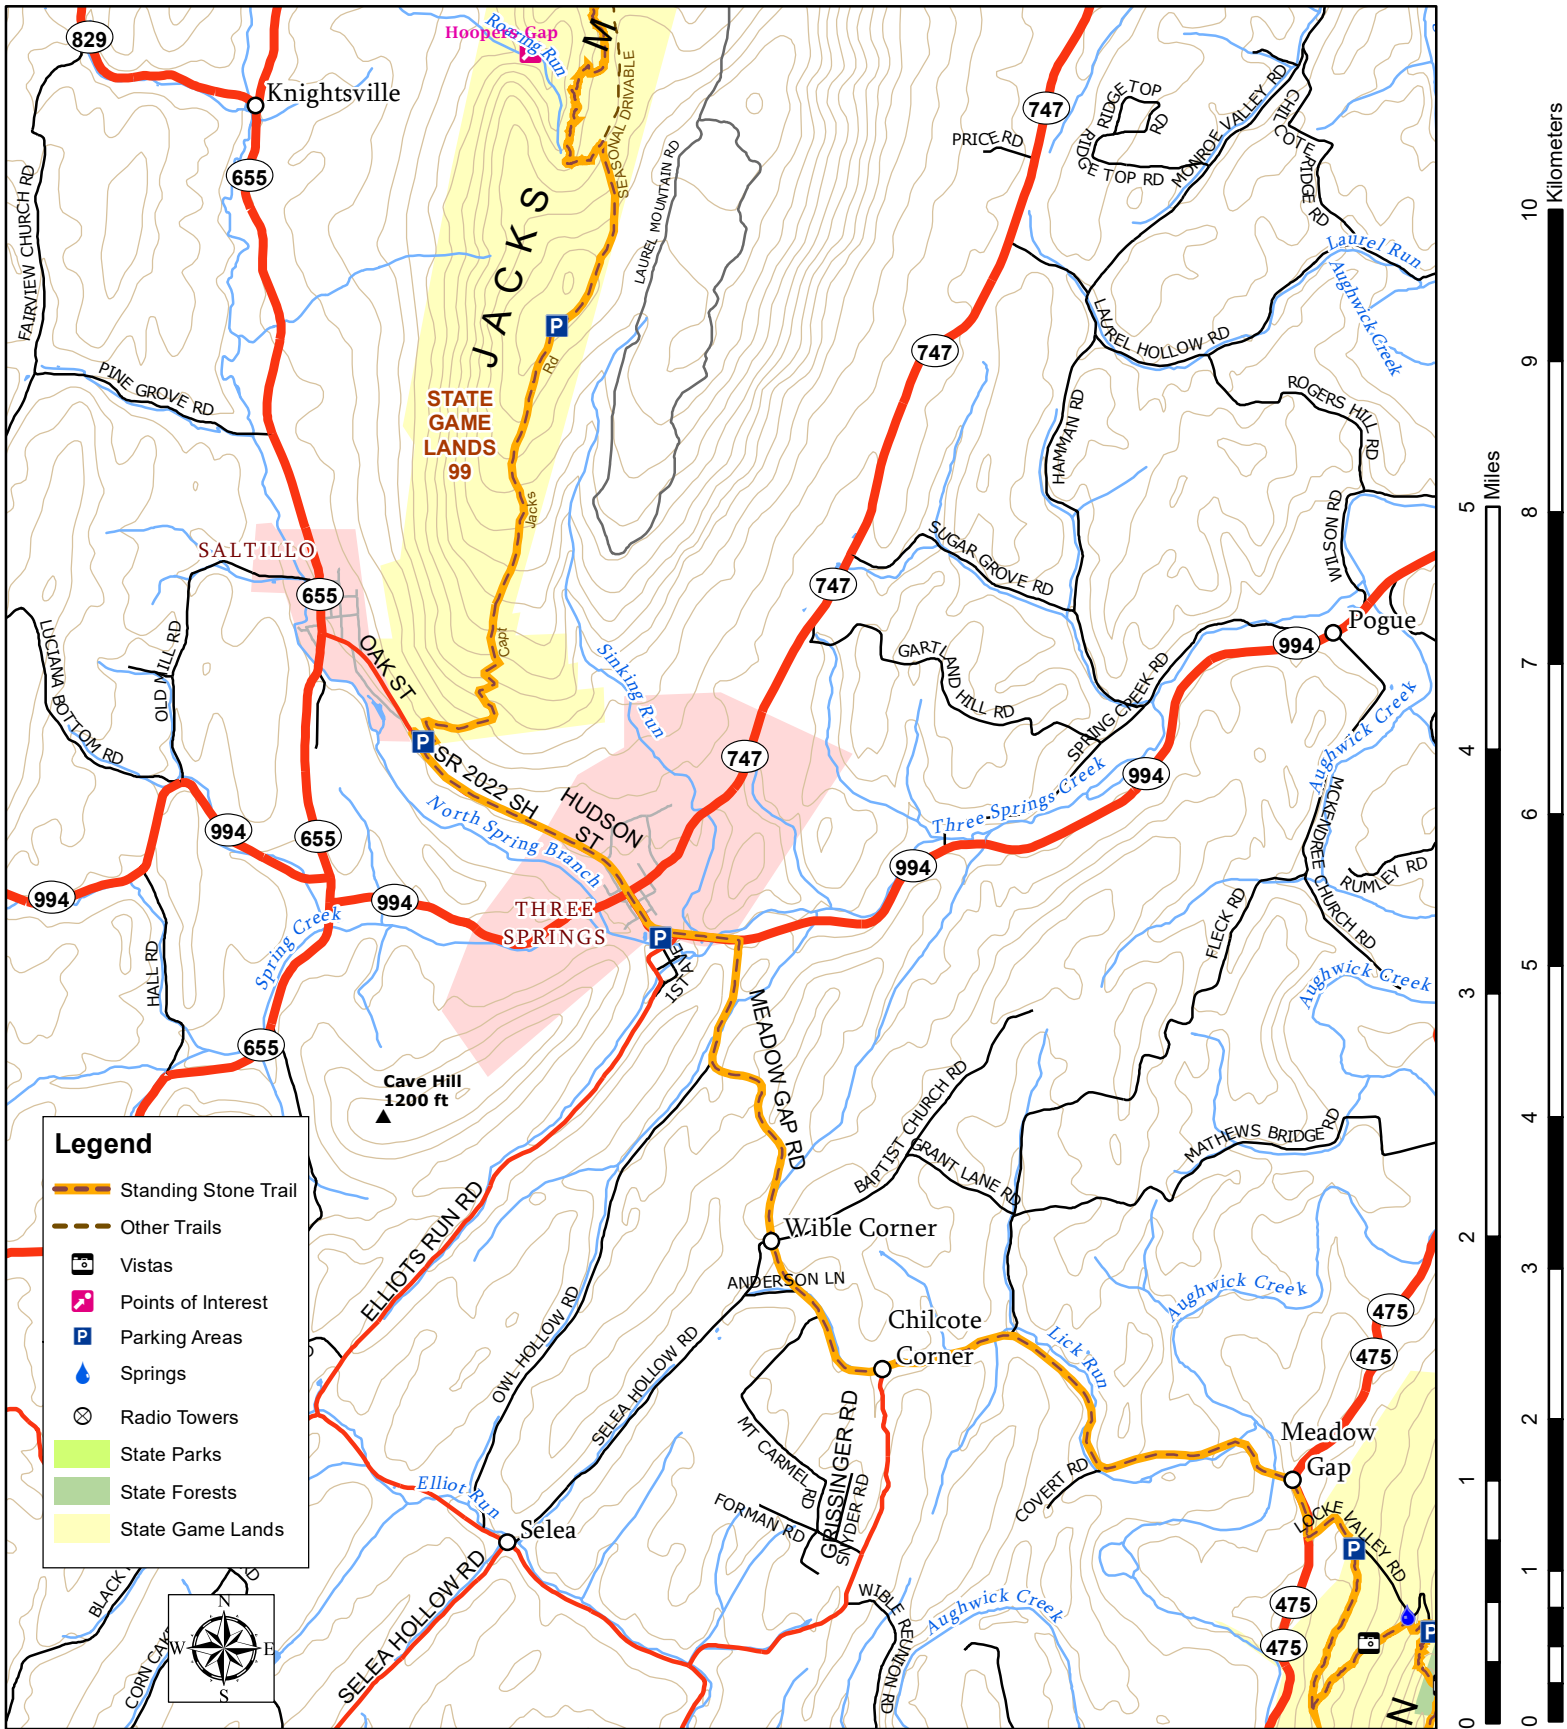 829
Knightsville
655
Hoopers Gap
Roaring Run
M
SEASONAL DRIVABLE
LAUREL MOUNTAIN RD
747
PRICE RD
RIDGE TOP RD
RIDGE TOP RD
MONROE VALLEY RD
CHILCOTE RIDGE RD
Laurel Run
Aughwick Creek
FAIRVIEW CHURCH RD
JACKS
P
Rd
STATE
GAME
LANDS
99
747
LAUREL HOLLOW RD
PINE GROVE RD
ROGERS HILL RD
HAMMAN RD
WILSON RD
Jacks
SUGAR GROVE RD
SALTILLO
655
747
Capt
OAK ST
LUCIANA BOTTOM RD
OLD MILL RD
Sinking Run
GARTLAND HILL RD
SPRING CREEK RD
994
Pogue
Aughwick Creek
P
SR 2022 SH
747
994
Three Springs Creek
HUDSON
ST
North Spring Branch
994
655
994
MCKENDREE CHURCH RD
RUMLEY RD
994
994
THREE
SPRINGS
P
Spring Creek
HALL RD
FLECK RD
Aughwick Creek
1ST AVE
655
MEADOW GAP RD
Cave Hill
1200 ft
BAPTIST CHURCH RD
GRANT LANE RD
MATHEWS BRIDGE RD
ELLIOTS RUN RD
Wible Corner
ANDERSON LN
OWL HOLLOW RD
SELEA HOLLOW RD
Chilcote
Corner
Lick Run
Aughwick Creek
475
475
Meadow
Gap
MT CARMEL RD
GRISSINGER RD
SNYDER RD
FORMAN RD
COVERT RD
Elliot Run
Selea
SELEA HOLLOW RD
LOCKE VALLEY RD
P
WIBLE REUNION RD
Aughwick Creek
475
475
P
N
Legend
Standing Stone Trail
Other Trails
Vistas
Points of Interest
P Parking Areas
Springs
Radio Towers
State Parks
State Forests
State Game Lands
BLACK
CORN CAK
D
N
W E
S
Miles
5
4
3
2
1
0
Kilometers
10
9
8
7
6
5
4
3
2
1
0